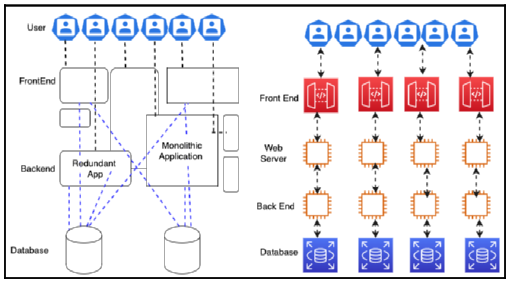 User
FrontEnd
Backend
Database
Redundant
App
Monolithic
Application
Front End
Web
Server
Back End
Database